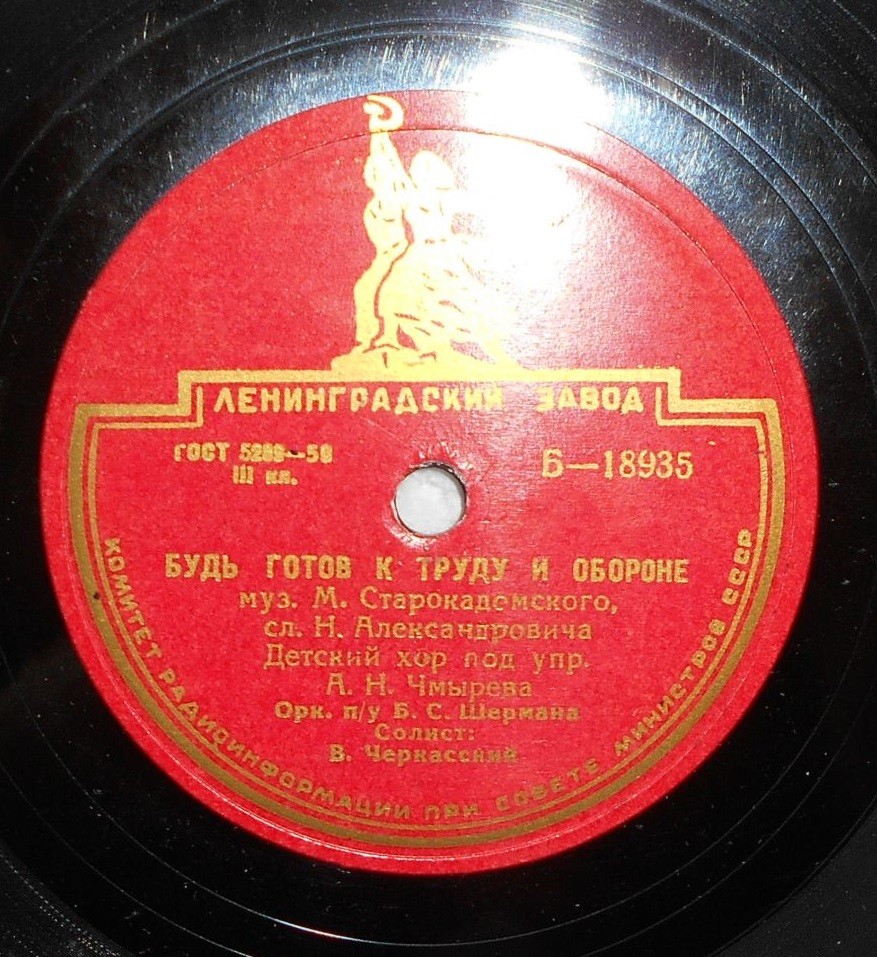 ЛЕНИНГРАДСКИЙ ЗАВОД
ГОСТ 5289—50
III кл.
Б—18935
БУДЬ ГОТОВ К ТРУДУ И ОБОРОНЕ
муз. М. Старокадомского,
сл. Н. Александровича
Детский хор под упр.
А. Н. Чмырева
Орк. п/у Б. С. Шермана
Солист:
В. Черкасский
КОМИТЕТ РАДИОИНФОРМАЦИИ ПРИ СОВЕТЕ МИНИСТРОВ СССР